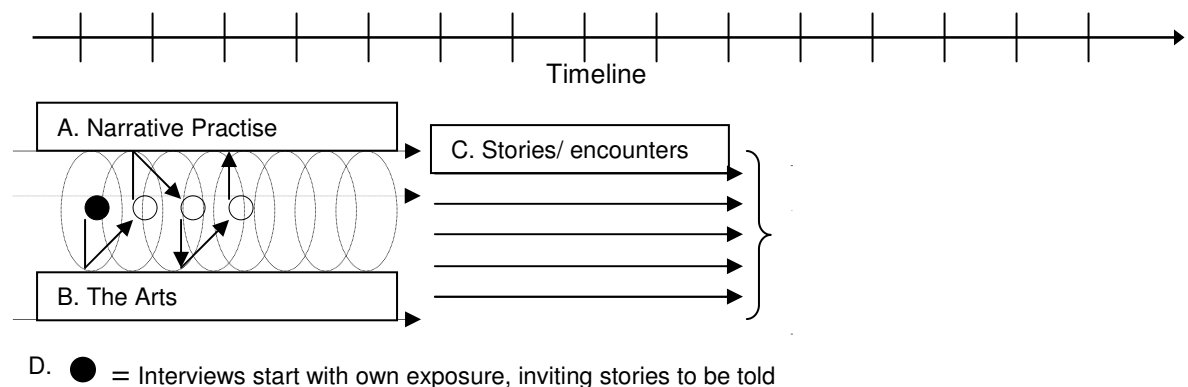 Timeline
A. Narrative Practise
C. Stories/ encounters
B. The Arts
D. = Interviews start with own exposure, inviting stories to be told